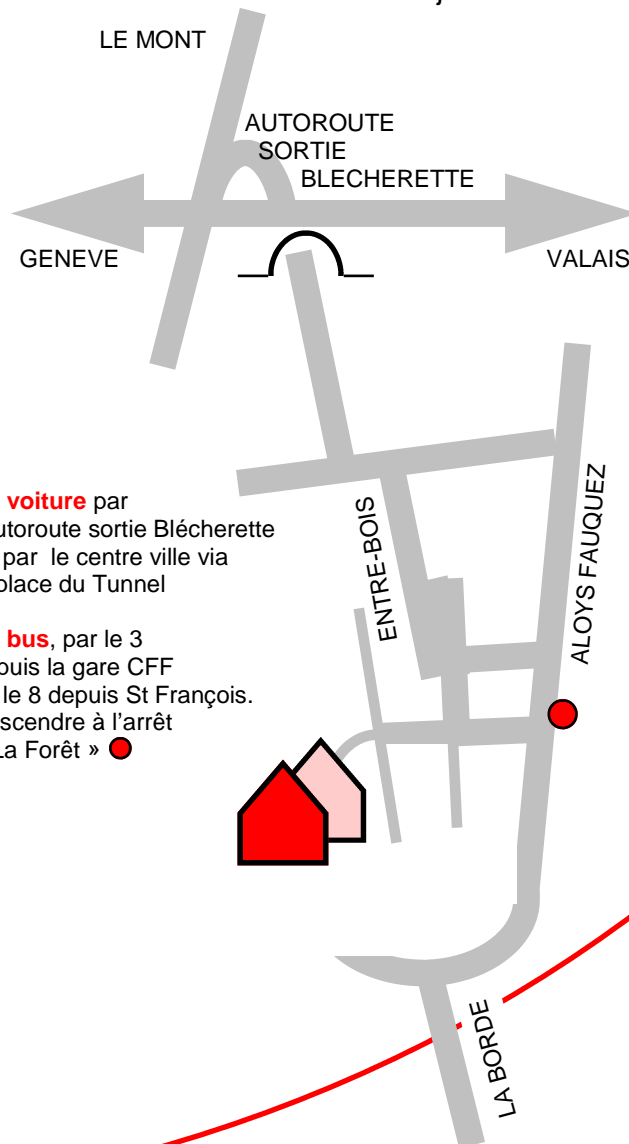 LE MONT
AUTOROUTE
SORTIE
BLECHERETTE
GENEVE
VALAIS
ENTRE-BOIS
ALOYS FAUQUEZ
voiture par
utoroute sortie Blécherette
par le centre ville via
place du Tunnel
bus, par le 3
puis la gare CFF
le 8 depuis St François.
scendre à l’arrêt
La Forêt »
LA BORDE